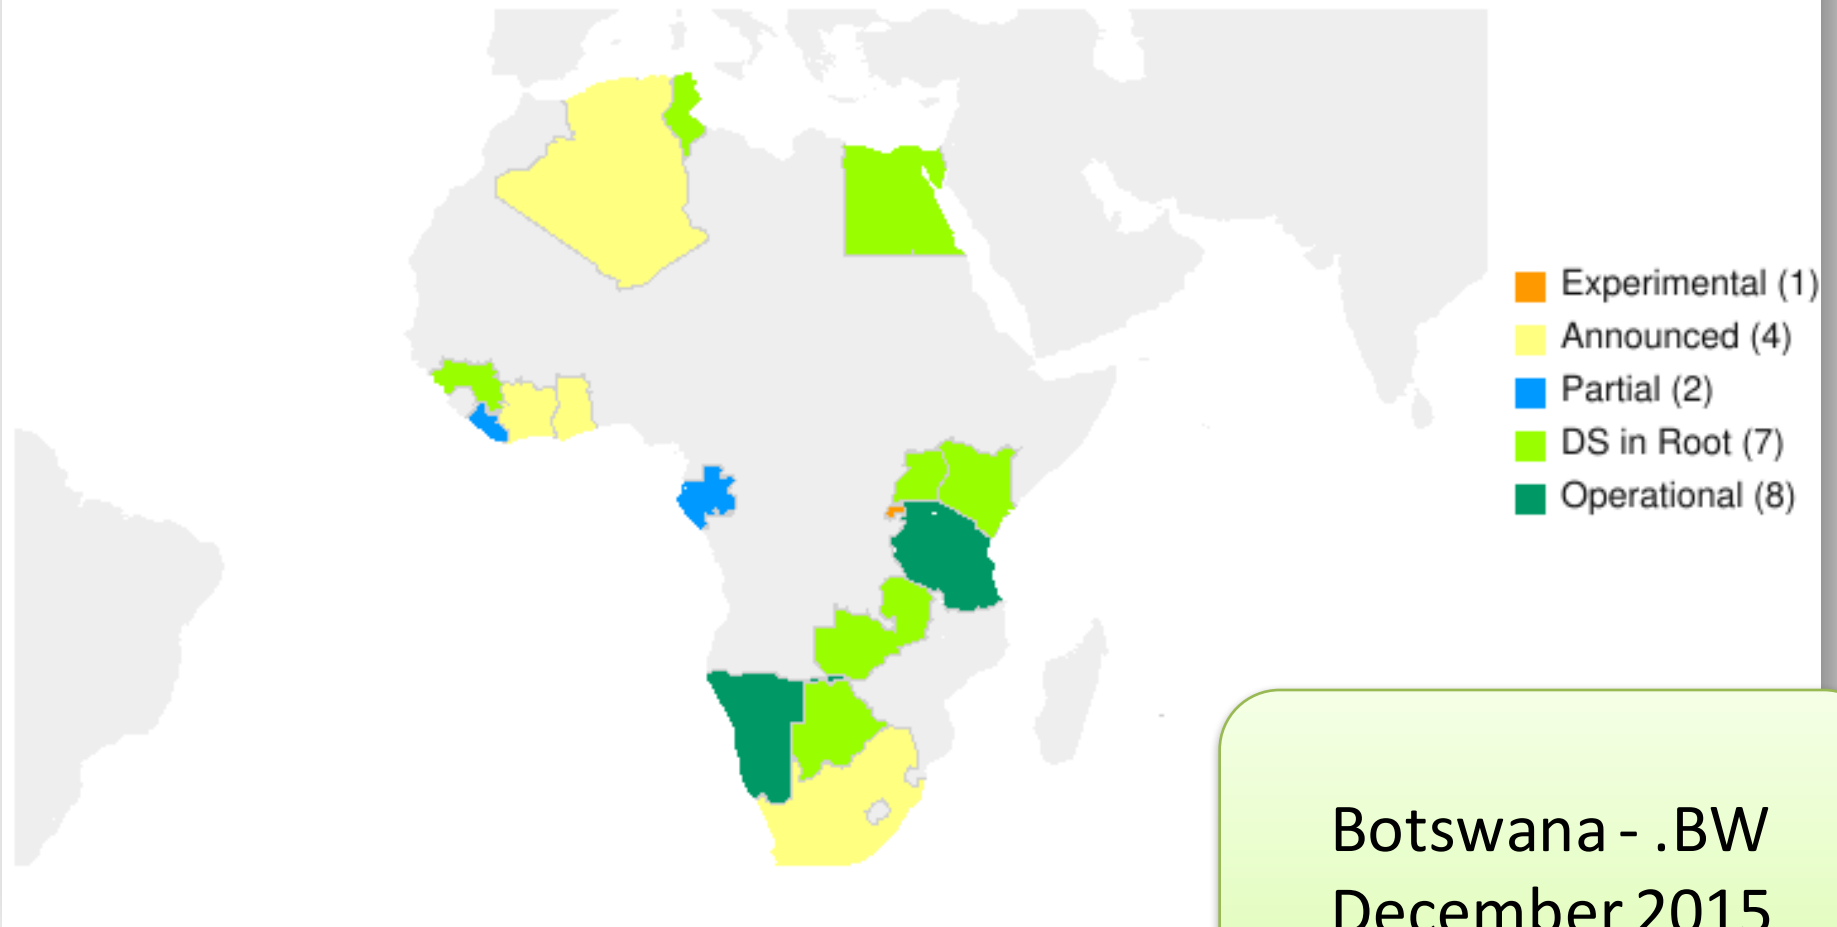 Experimental (1)
Announced (4)
Partial (2)
DS in Root (7)
Operational (8)
Botswana - .BW
December 2015